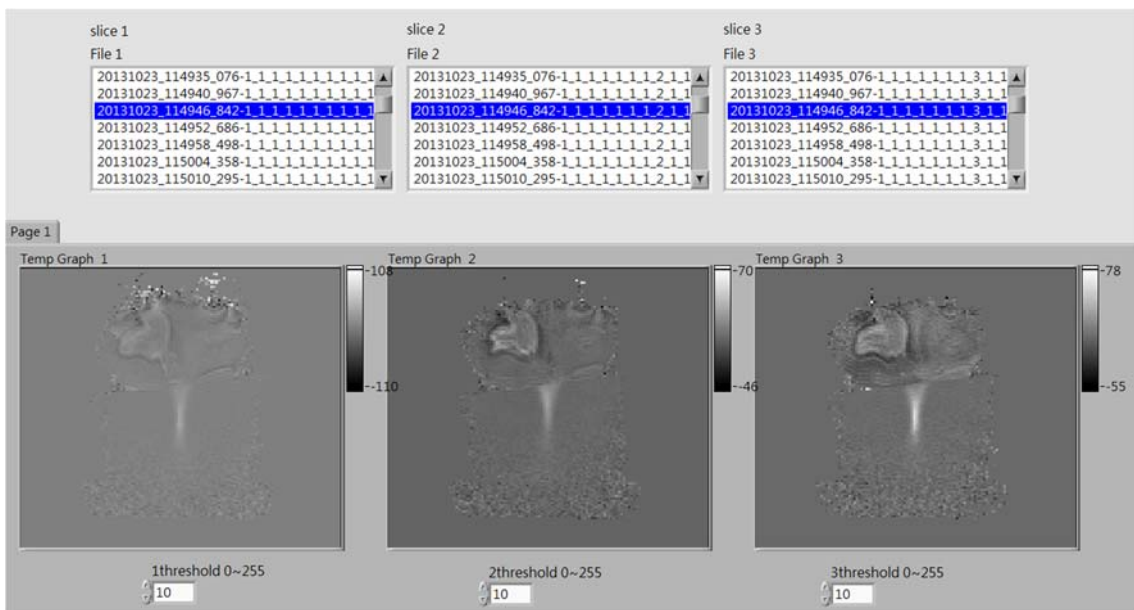 slice 1
slice 2
slice 3
File 1
File 2
File 3
20131023_114935_076-1_1_1_1_1_1_1_1_1_1
20131023_114940_967-1_1_1_1_1_1_1_1_1_1
20131023_114946_842-1_1_1_1_1_1_1_1_1_1
20131023_114952_686-1_1_1_1_1_1_1_1_1_1
20131023_114958_498-1_1_1_1_1_1_1_1_1_1
20131023_115004_358-1_1_1_1_1_1_1_1_1_1
20131023_115010_295-1_1_1_1_1_1_1_1_1_1
20131023_114935_076-1_1_1_1_1_1_1_2_1_1
20131023_114940_967-1_1_1_1_1_1_1_2_1_1
20131023_114946_842-1_1_1_1_1_1_1_2_1_1
20131023_114952_686-1_1_1_1_1_1_1_2_1_1
20131023_114958_498-1_1_1_1_1_1_1_2_1_1
20131023_115004_358-1_1_1_1_1_1_1_2_1_1
20131023_115010_295-1_1_1_1_1_1_1_2_1_1
20131023_114935_076-1_1_1_1_1_1_1_3_1_1
20131023_114940_967-1_1_1_1_1_1_1_3_1_1
20131023_114946_842-1_1_1_1_1_1_1_3_1_1
20131023_114952_686-1_1_1_1_1_1_1_3_1_1
20131023_114958_498-1_1_1_1_1_1_1_3_1_1
20131023_115004_358-1_1_1_1_1_1_1_3_1_1
20131023_115010_295-1_1_1_1_1_1_1_3_1_1
Page 1
Temp Graph 1
-108
--110
Temp Graph 2
-70
--46
Temp Graph 3
-78
--55
1threshold 0~255
10
2threshold 0~255
10
3threshold 0~255
10